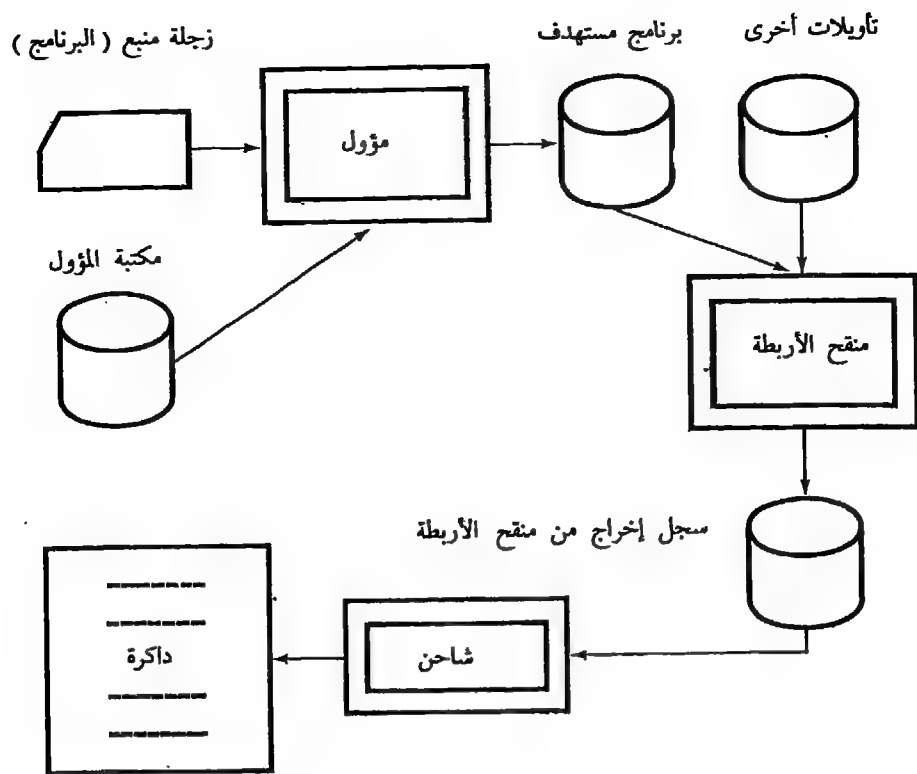 تأويلات أخرى
برنامج مستهدف
زجلة منبع ( البرنامج )
مؤول
مكتبة المؤول
منقح الأربطة
سجل إخراج من منقح الأربطة
شاحن
داكرة